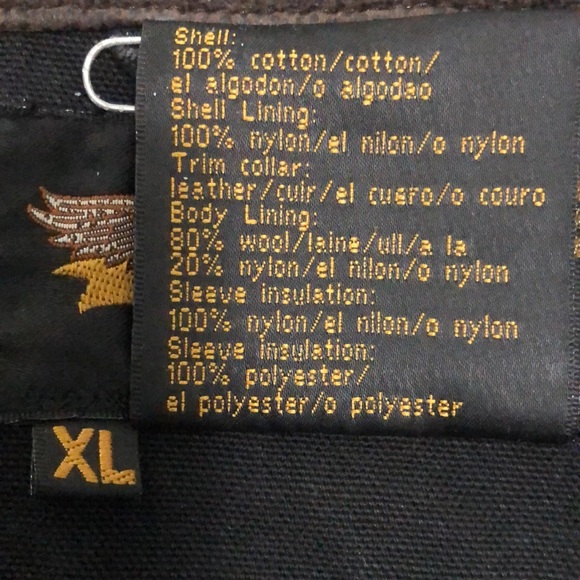 Shell:
100% cotton/cotton/
el algodon/o algodao
Shell Lining:
100% nylon/el nilon/o nylon
Trim collar:
leather/cuir/el cuero/o couro
Body Lining:
80% wool/laine/ull/a la
20% nylon/el nilon/o nylon
Sleeve insulation:
100% nylon/el nilon/o nylon
Sleeve insulation:
100% polyester/
el polyester/o polyester
XL